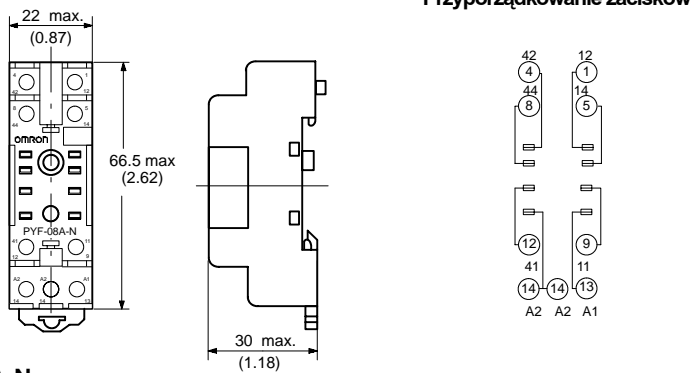 Przyporządkowanie zacisków
22 max.
(0.87)
4 1
42 12
8 5
44 14
OMRON
PYF-08A-N
41 11
12 9
A2 A2 A1
14 14 13
66.5 max
(2.62)
30 max.
(1.18)
42 12
4 1
44 14
8 5
12 9
41 11
14 14 13
A2 A2 A1
N